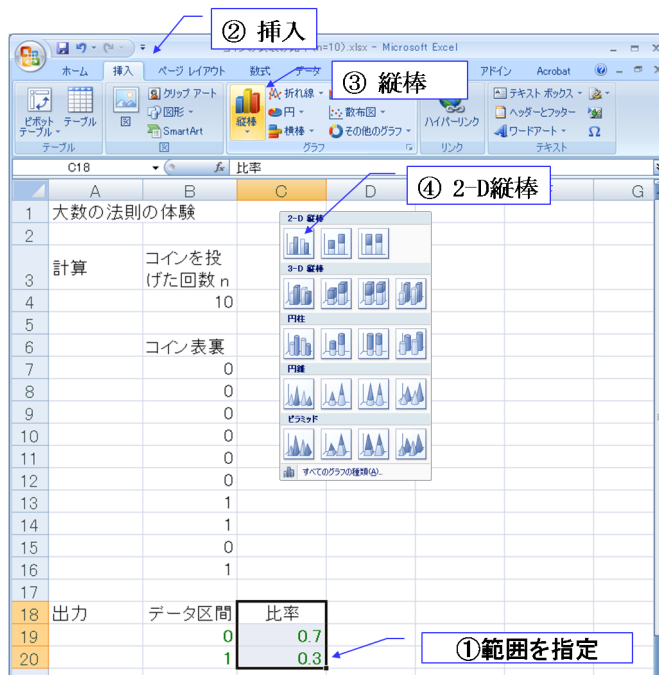 ② 挿入
n=10).xlsx - Microsoft Excel
ホーム 挿入 ページ レイアウト 数式 データ アドイン Acrobat
③ 縦棒
ピボットテーブル テーブル
図
クリップ アート
図形
SmartArt
縦棒
折れ線
円
横棒
散布図
その他のグラフ
ハイパーリンク
テキスト ボックス
ヘッダーとフッター
ワードアート
Ω
テーブル 図 グラフ リンク テキスト
C18 fx 比率
④ 2-D縦棒
A B C D G
1 大数の法則の体験
2
3 計算 コインを投げた回数 n
4 10
5
6 コイン表裏
7 0
8 0
9 0
10 0
11 0
12 0
13 1
14 1
15 0
16 1
17
18 出力 データ区間 比率
19 0 0.7
20 1 0.3
2-D 縦棒
3-D 縦棒
円柱
円錐
ピラミッド
すべてのグラフの種類(A)...
①範囲を指定